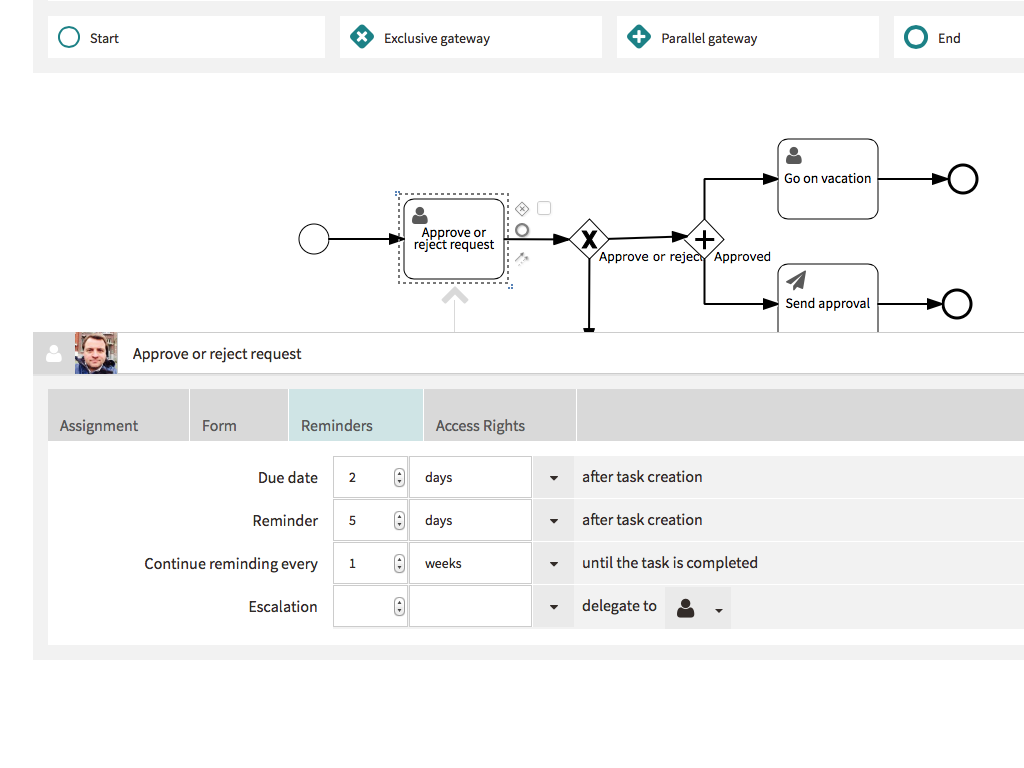 Start
Exclusive gateway
Parallel gateway
End
Go on vacation
Approve or
reject request
Approve or reject
Approved
Send approval
Approve or reject request
Assignment
Form
Reminders
Access Rights
Due date 2 days after task creation
Reminder 5 days after task creation
Continue reminding every 1 weeks until the task is completed
Escalation delegate to